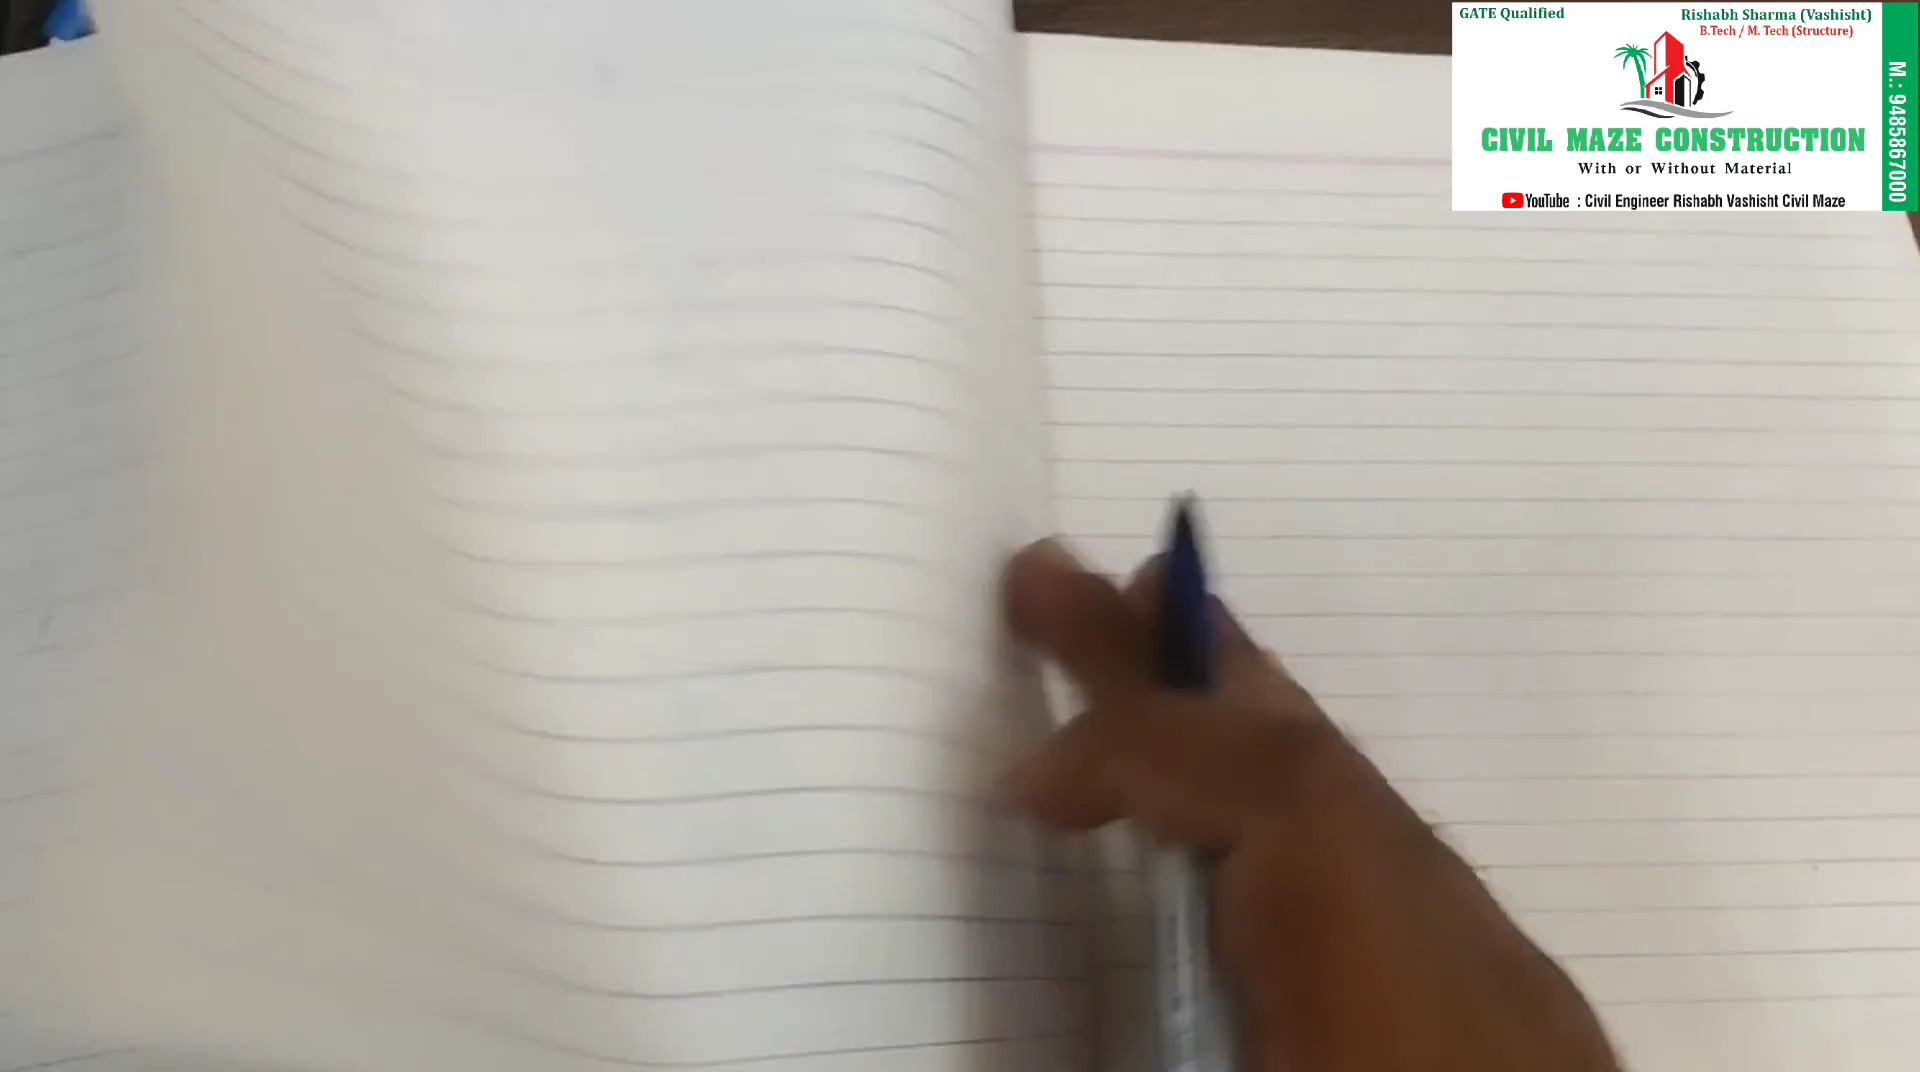 GATE Qualified
Rishabh Sharma (Vashisht)
B.Tech / M. Tech (Structure)
CIVIL MAZE CONSTRUCTION
With or Without Material
YouTube : Civil Engineer Rishabh Vashisht Civil Maze
M.: 9485867000